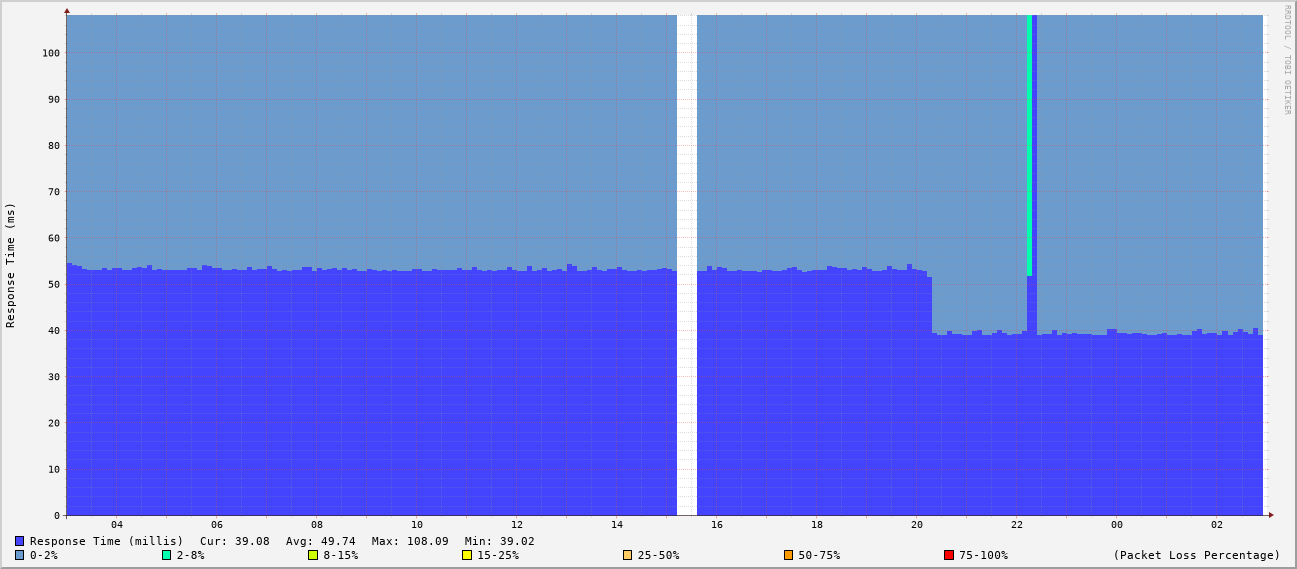 RRDTOOL / TOBI OETIKER
Response Time (ms)
100
90
80
70
60
50
40
30
20
10
0
04 06 08 10 12 14 16 18 20 22 00 02
Response Time (millis) Cur: 39.08 Avg: 49.74 Max: 108.09 Min: 39.02
0-2% 2-8% 8-15% 15-25% 25-50% 50-75% 75-100% (Packet Loss Percentage)